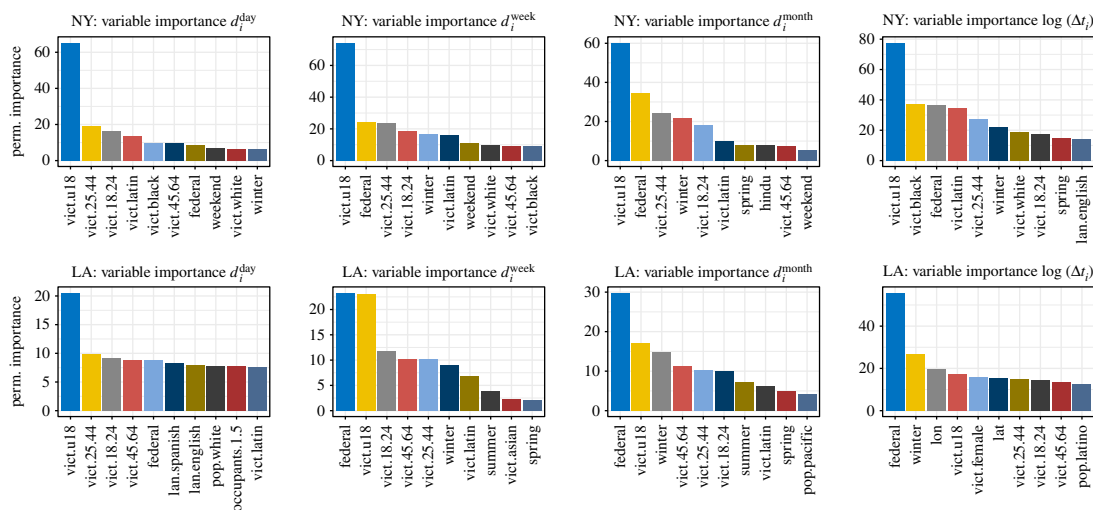 NY: variable importance d_i^day
perm. importance
60
40
20
0
vict.u18
vict.25.44
vict.18.24
vict.latin
vict.black
vict.45.64
federal
weekend
vict.white
winter
NY: variable importance d_i^week
60
40
20
0
vict.u18
federal
vict.25.44
vict.18.24
winter
vict.latin
weekend
vict.white
vict.45.64
vict.black
NY: variable importance d_i^month
60
50
40
30
20
10
0
vict.u18
federal
vict.25.44
winter
vict.18.24
vict.latin
spring
hindu
vict.45.64
weekend
NY: variable importance log (Δt_i)
80
60
40
20
0
vict.u18
vict.black
federal
vict.latin
vict.25.44
winter
vict.white
vict.18.24
spring
lan.english
LA: variable importance d_i^day
perm. importance
20
15
10
5
0
vict.u18
vict.25.44
vict.18.24
vict.45.64
federal
lan.spanish
lan.english
pop.white
occupants.1.5
vict.latin
LA: variable importance d_i^week
20
15
10
5
0
federal
vict.u18
vict.18.24
vict.45.64
vict.25.44
winter
vict.latin
summer
vict.asian
spring
LA: variable importance d_i^month
30
20
10
0
federal
vict.u18
winter
vict.45.64
vict.25.44
vict.18.24
summer
vict.latin
spring
pop.pacific
LA: variable importance log (Δt_i)
40
20
0
federal
winter
lon
vict.u18
vict.female
lat
vict.25.44
vict.18.24
vict.45.64
pop.latino